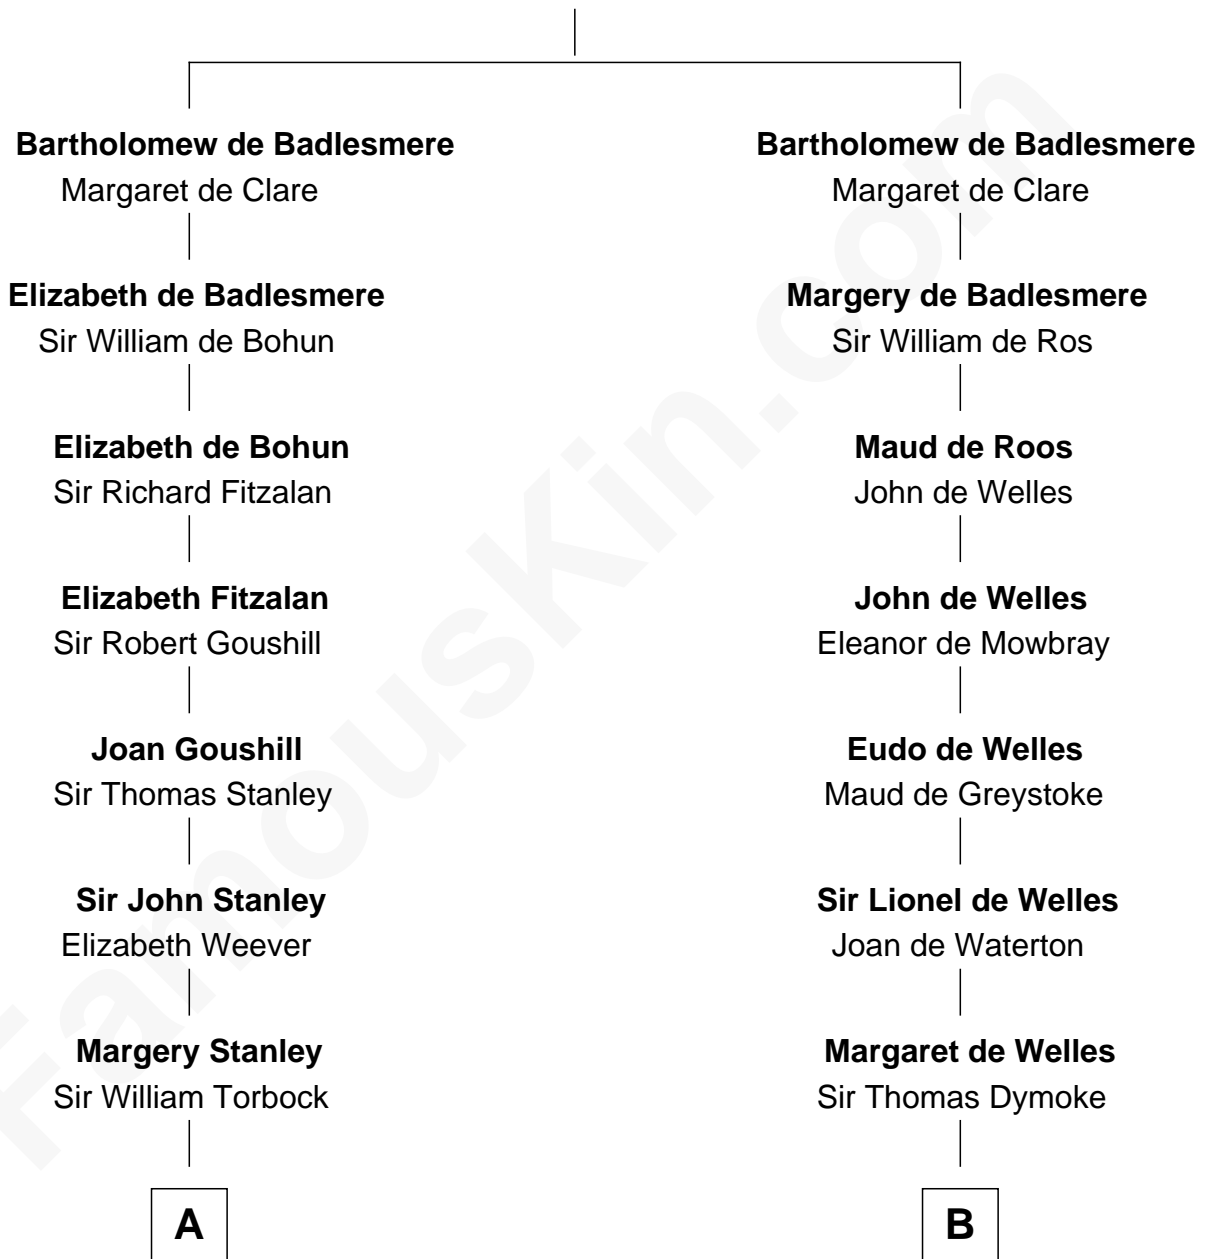 Bartholomew de Badlesmere
Margaret de Clare
Elizabeth de Badlesmere
Sir William de Bohun
Elizabeth de Bohun
Sir Richard Fitzalan
Elizabeth Fitzalan
Sir Robert Goushill
Joan Goushill
Sir Thomas Stanley
Sir John Stanley
Elizabeth Weever
Margery Stanley
Sir William Torbock
A
Bartholomew de Badlesmere
Margaret de Clare
Margery de Badlesmere
Sir William de Ros
Maud de Roos
John de Welles
John de Welles
Eleanor de Mowbray
Eudo de Welles
Maud de Greystoke
Sir Lionel de Welles
Joan de Waterton
Margaret de Welles
Sir Thomas Dymoke
B
FamousKin.com